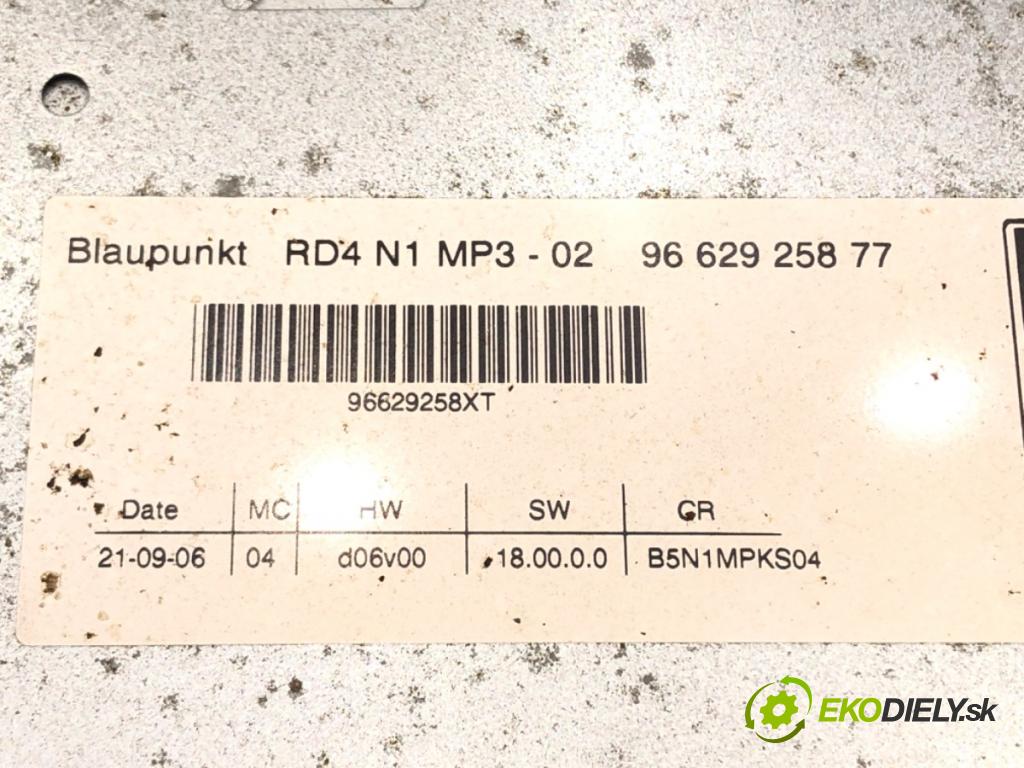 Blaupunkt RD4 N1 MP3 - 02 96 629 258 77
96629258XT
Date MC HW SW CR
21-09-06 04 d06v00 18.00.0.0 B5N1MPKS04
EKODIELY.sk